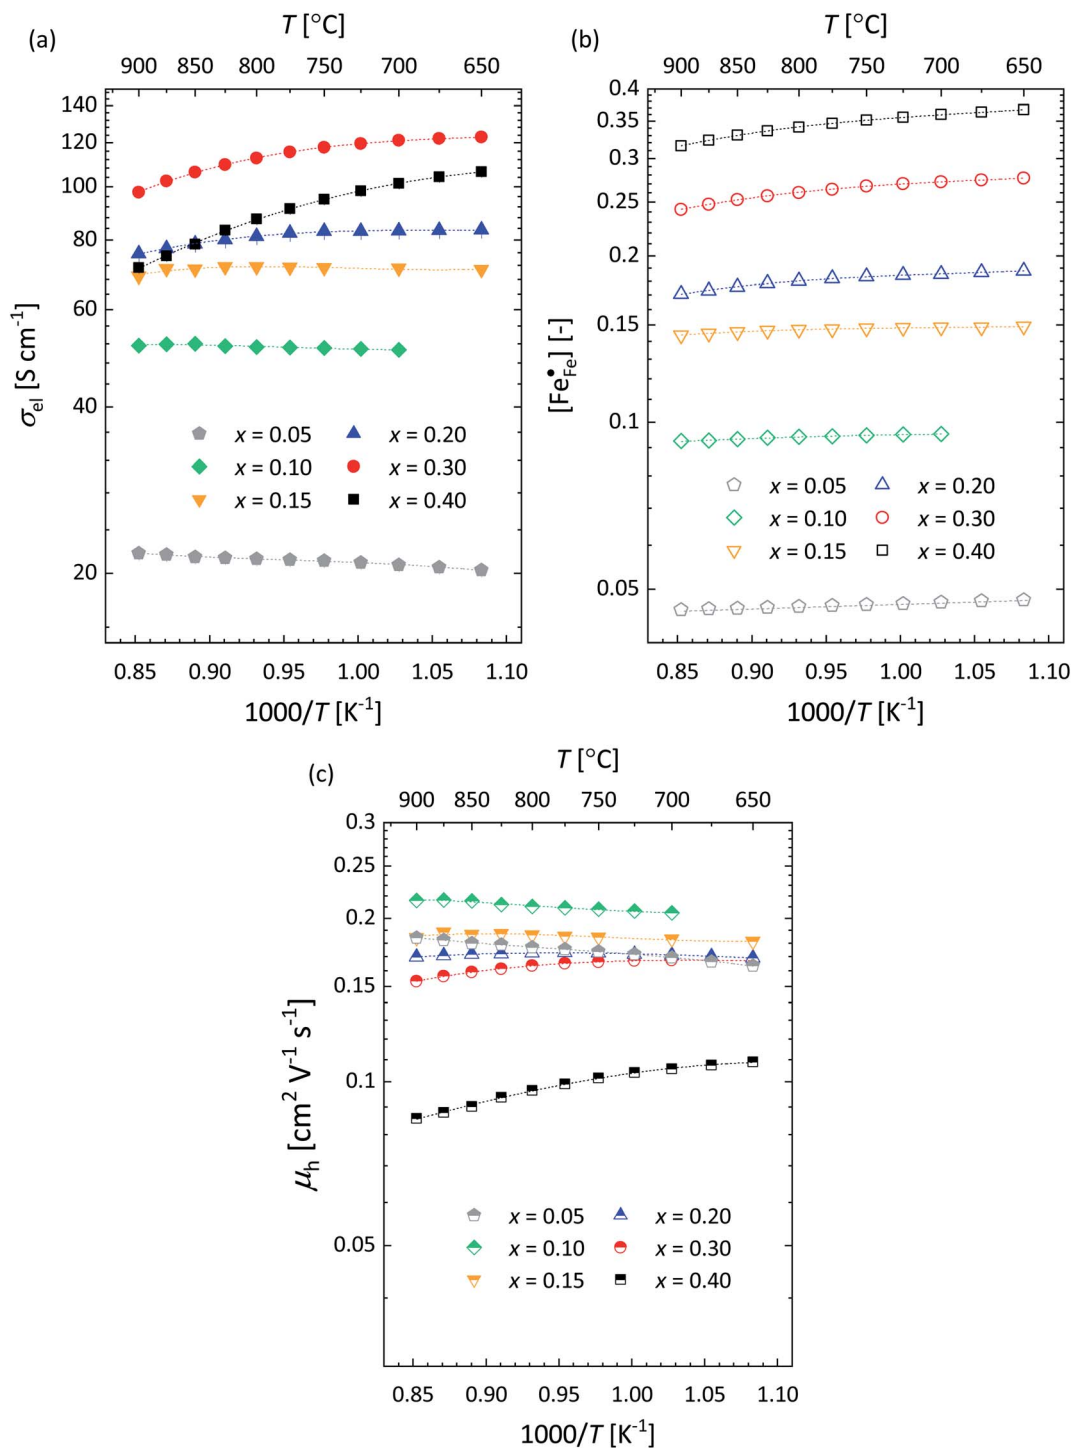 (a)
T [°C]
900 850 800 750 700 650
140
120
100
80
60
40
20
σel [S cm-1]
x = 0.05 x = 0.20
x = 0.10 x = 0.30
x = 0.15 x = 0.40
0.85 0.90 0.95 1.00 1.05 1.10
1000/T [K-1]
(b)
T [°C]
900 850 800 750 700 650
0.4
0.35
0.3
0.25
0.2
0.15
0.1
0.05
[Fe•Fe] [-]
x = 0.05 x = 0.20
x = 0.10 x = 0.30
x = 0.15 x = 0.40
0.85 0.90 0.95 1.00 1.05 1.10
1000/T [K-1]
(c)
T [°C]
900 850 800 750 700 650
0.3
0.25
0.2
0.15
0.1
0.05
μh [cm2 V-1 s-1]
x = 0.05 x = 0.20
x = 0.10 x = 0.30
x = 0.15 x = 0.40
0.85 0.90 0.95 1.00 1.05 1.10
1000/T [K-1]